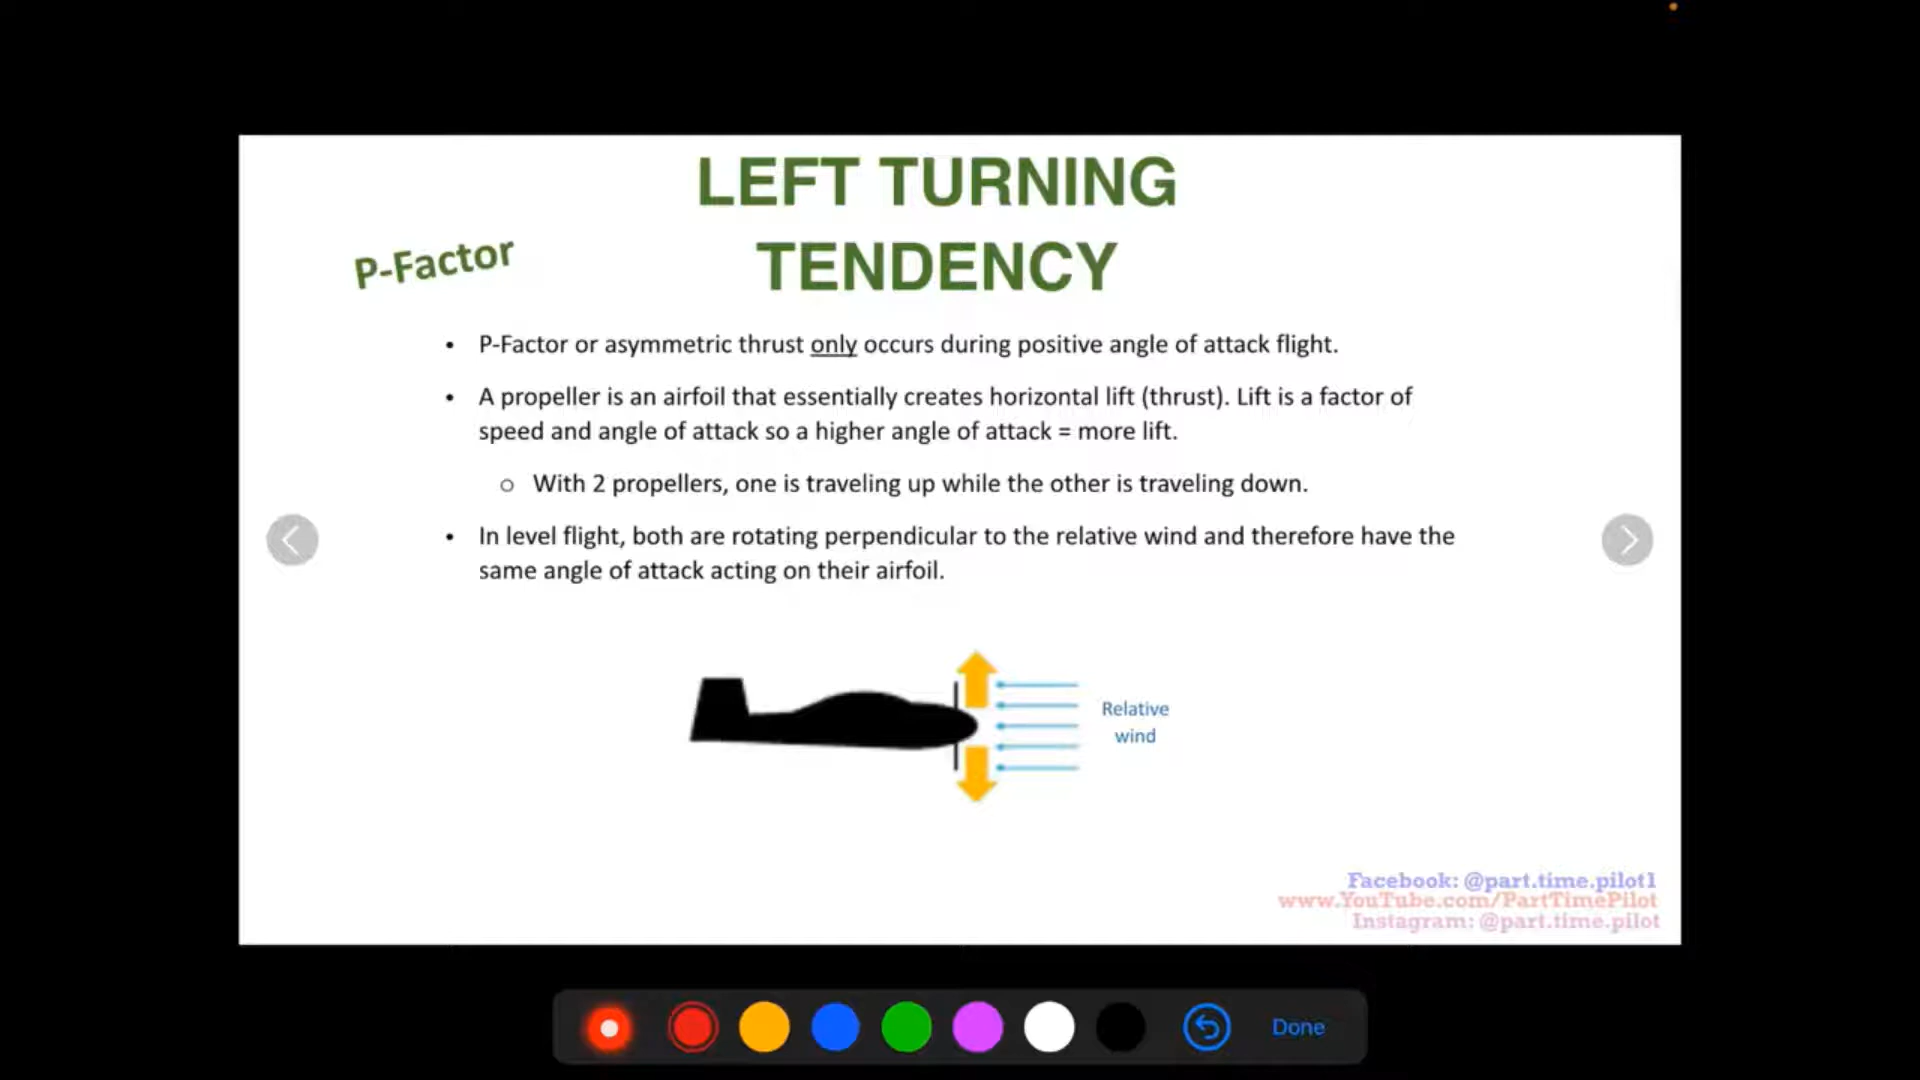 LEFT TURNING
TENDENCY
P-Factor
• P-Factor or asymmetric thrust only occurs during positive angle of attack flight.
• A propeller is an airfoil that essentially creates horizontal lift (thrust). Lift is a factor of
speed and angle of attack so a higher angle of attack = more lift.
o With 2 propellers, one is traveling up while the other is traveling down.
• In level flight, both are rotating perpendicular to the relative wind and therefore have the
same angle of attack acting on their airfoil.
Relative
wind
Facebook: @part.time.pilot1
www.YouTube.com/PartTimePilot
Instagram: @part.time.pilot
Done